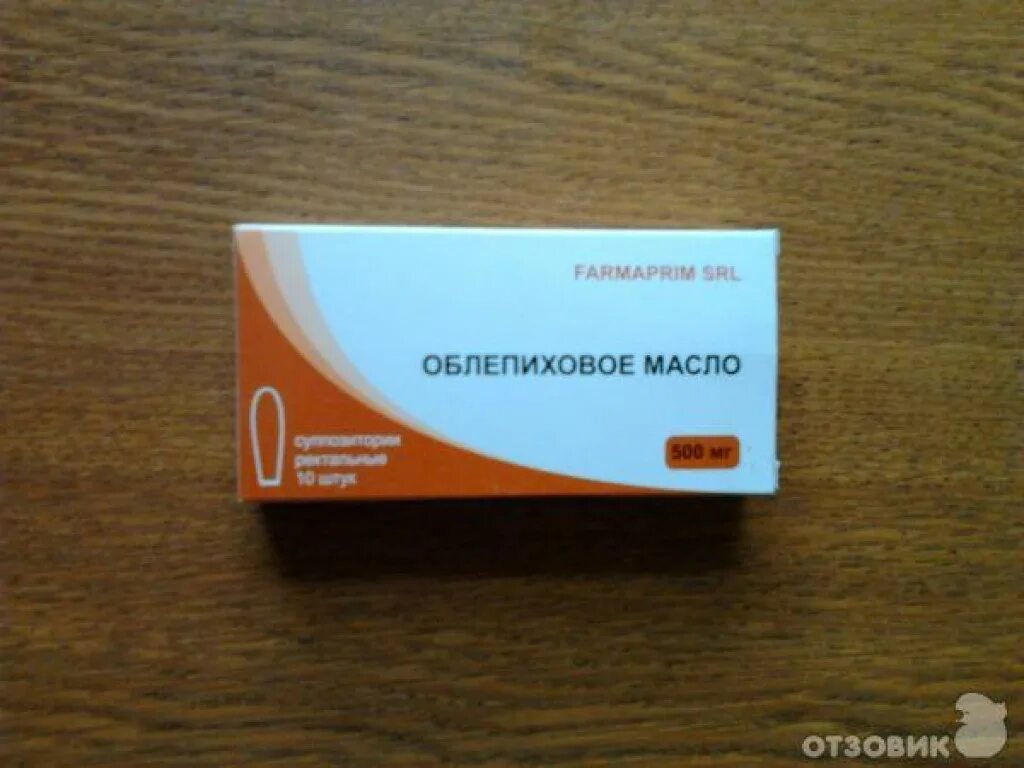 FARMAPRIM SRL
ОБЛЕПИХОВОЕ МАСЛО
500 мг
суппозитории
ректальные
10 штук
ОТЗОВИК